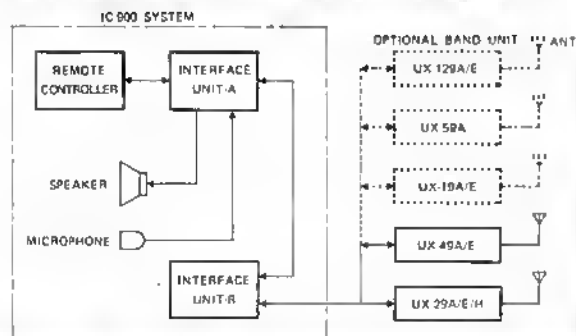 IC 900 SYSTEM
REMOTE
CONTROLLER
INTERFACE
UNIT-A
SPEAKER
MICROPHONE
INTERFACE
UNIT-B
OPTIONAL BAND UNIT
ANT
UX 129A/E
UX 59A
UX-19A/E
UX 49A/E
UX 29A/E/H